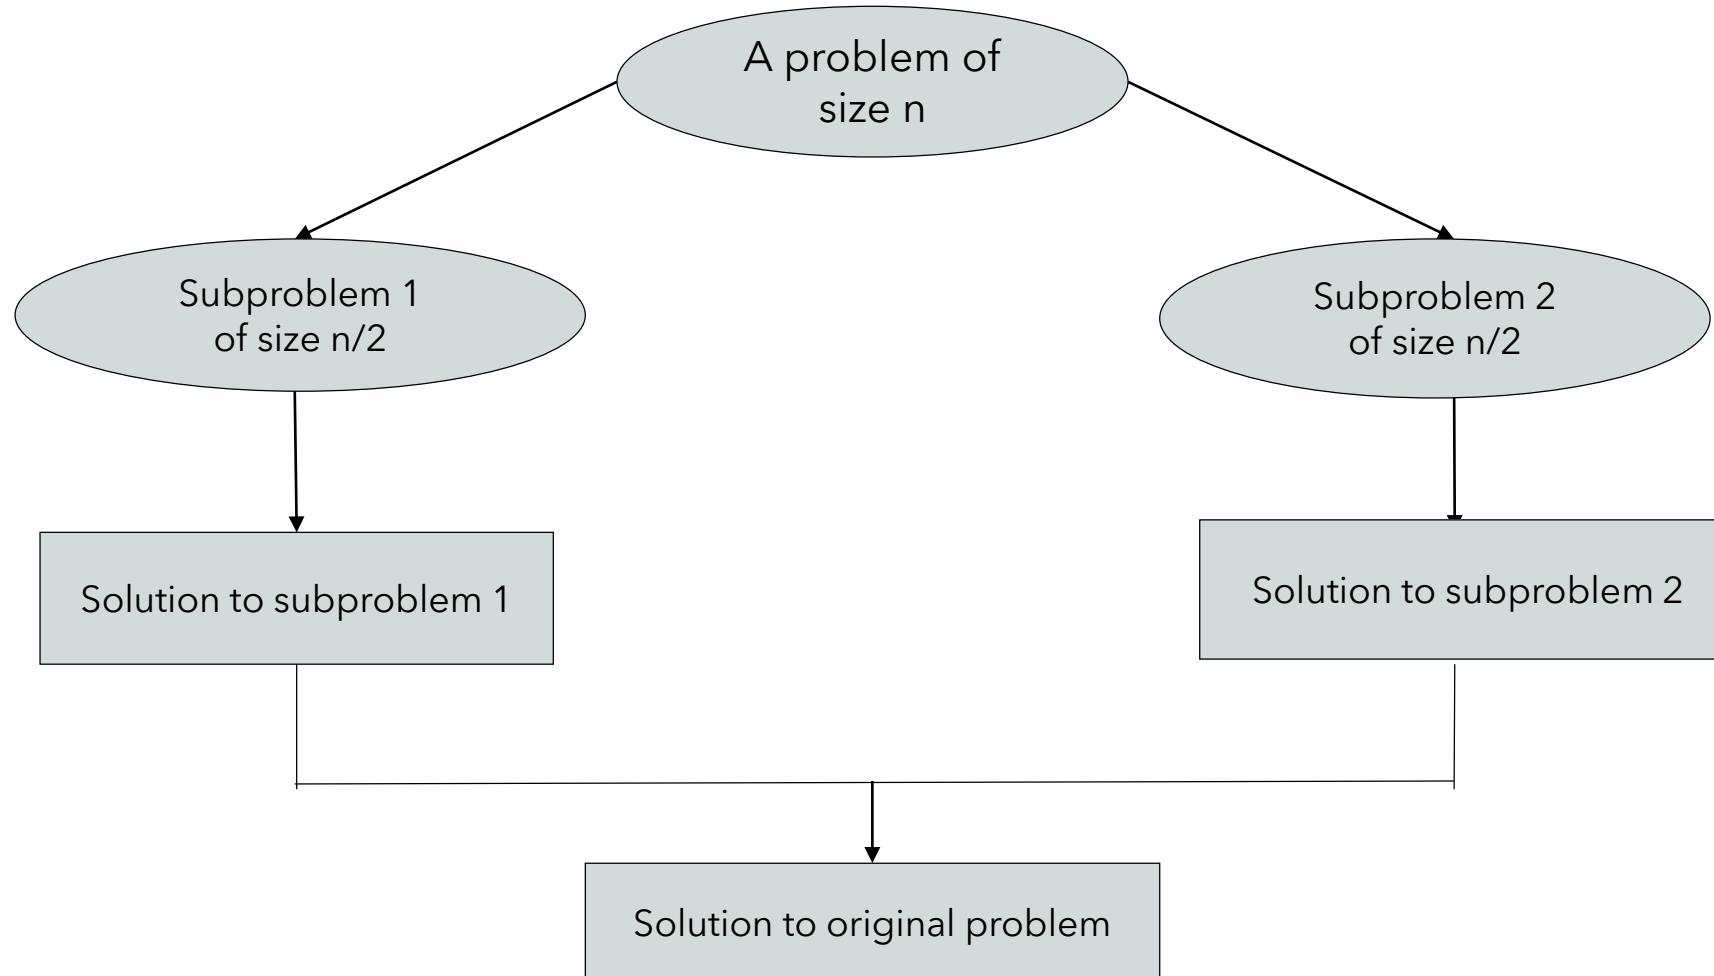 A problem of
size n
Subproblem 1
of size n/2
Subproblem 2
of size n/2
Solution to subproblem 1
Solution to subproblem 2
Solution to original problem